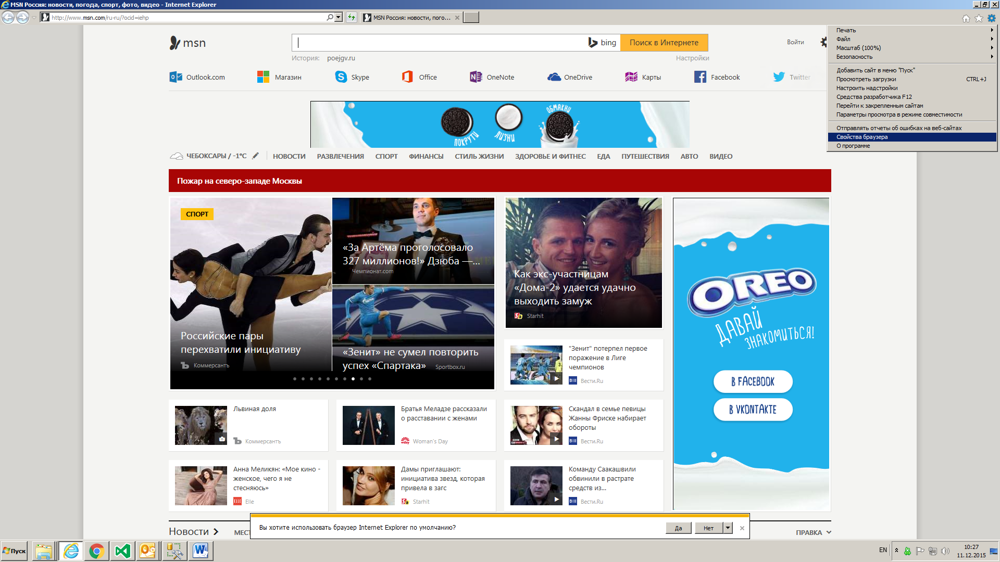 MSN Россия: новости, погода, спорт, фото, видео - Internet Explorer
http://www.msn.com/ru-ru/?ocid=iehp
MSN Россия: новости, пого...
msn
bing
Поиск в Интернете
Войти
История: poejgv.ru
Настройки
Outlook.com
Магазин
Skype
Office
OneNote
OneDrive
Карты
Facebook
Twitter
Печать
Файл
Масштаб (100%)
Безопасность
Добавить сайт в меню "Пуск"
Просмотреть загрузки CTRL+J
Настроить надстройки
Средства разработчика F12
Перейти к закрепленным сайтам
Параметры просмотра в режиме совместимости
Отправлять отчеты об ошибках на веб-сайтах
Свойства браузера
О программе
ПОКРУТИ
ЛИЗНИ
ОБМАКНИ
ЧЕБОКСАРЫ / -1°C
НОВОСТИ РАЗВЛЕЧЕНИЯ СПОРТ ФИНАНСЫ СТИЛЬ ЖИЗНИ ЗДОРОВЬЕ И ФИТНЕС ЕДА ПУТЕШЕСТВИЯ АВТО ВИДЕО
Пожар на северо-западе Москвы
СПОРТ
Российские пары
перехватили инициативу
Коммерсантъ
«За Артёма проголосовало
327 миллионов!» Дзюба —...
Чемпионат.com
«Зенит» не сумел повторить
успех «Спартака» Sportbox.ru
Как экс-участницам
«Дома-2» удается удачно
выходить замуж
Starhit
"Зенит" потерпел первое
поражение в Лиге
чемпионов
Вести.Ru
OREO
ДАВАЙ
ЗНАКОМИТЬСЯ!
В FACEBOOK
В VKONTAKTE
Львиная доля
Коммерсантъ
Братья Меладзе рассказали
о расставании с женами
wday Woman's Day
Скандал в семье певицы
Жанны Фриске набирает
обороты
Вести.Ru
Анна Меликян: «Мое кино -
женское, чего я не
стесняюсь»
ELLE Elle
Дамы приглашают:
инициатива звезд, которая
привела в загс
Starhit
Команду Саакашвили
обвинили в растрате
средств из...
Вести.Ru
Новости
МЕСТ
ПРАВКА
Вы хотите использовать браузер Internet Explorer по умолчанию?
Да
Нет
Пуск
EN
10:27
11.12.2015